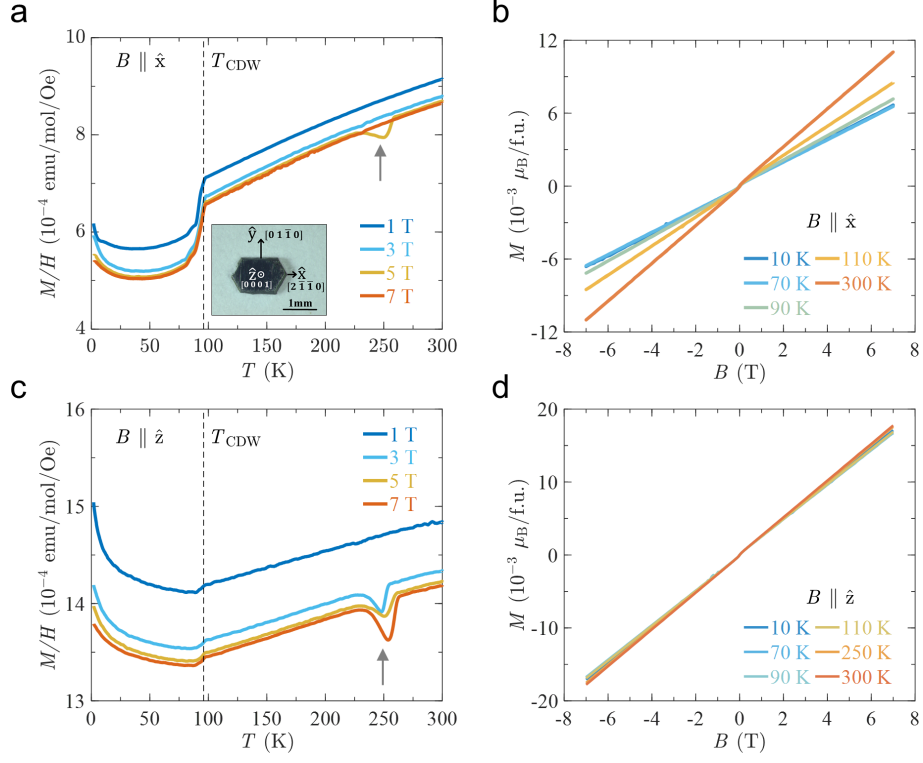 a
B ∥ x̂
T_CDW
M/H (10⁻⁴ emu/mol/Oe)
10
8
6
4
0
50
100
150
200
250
300
T (K)
1 T
3 T
5 T
7 T
ŷ [0 1 1̄ 0]
ẑ
[0 0 0 1]
x̂
[2 1̄ 1̄ 0]
1mm
b
M (10⁻³ μ_B/f.u.)
12
6
0
-6
-12
-8
-6
-4
-2
0
2
4
6
8
B (T)
B ∥ x̂
10 K 110 K
70 K 300 K
90 K
c
B ∥ ẑ
T_CDW
M/H (10⁻⁴ emu/mol/Oe)
16
15
14
13
0
50
100
150
200
250
300
T (K)
1 T
3 T
5 T
7 T
d
M (10⁻³ μ_B/f.u.)
20
10
0
-10
-20
-8
-6
-4
-2
0
2
4
6
8
B (T)
B ∥ ẑ
10 K 110 K
70 K 250 K
90 K 300 K